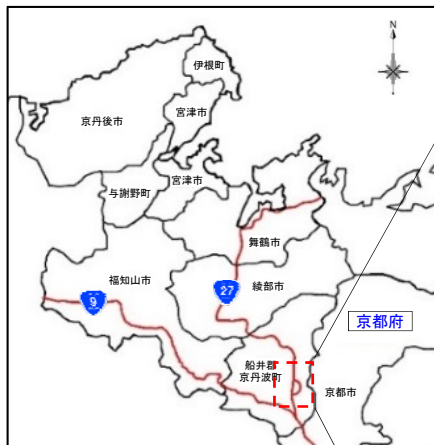 N
伊根町
宮津市
京丹後市
与謝野町
宮津市
舞鶴市
福知山市
27
綾部市
9
京都府
船井郡
京丹波町
京都市